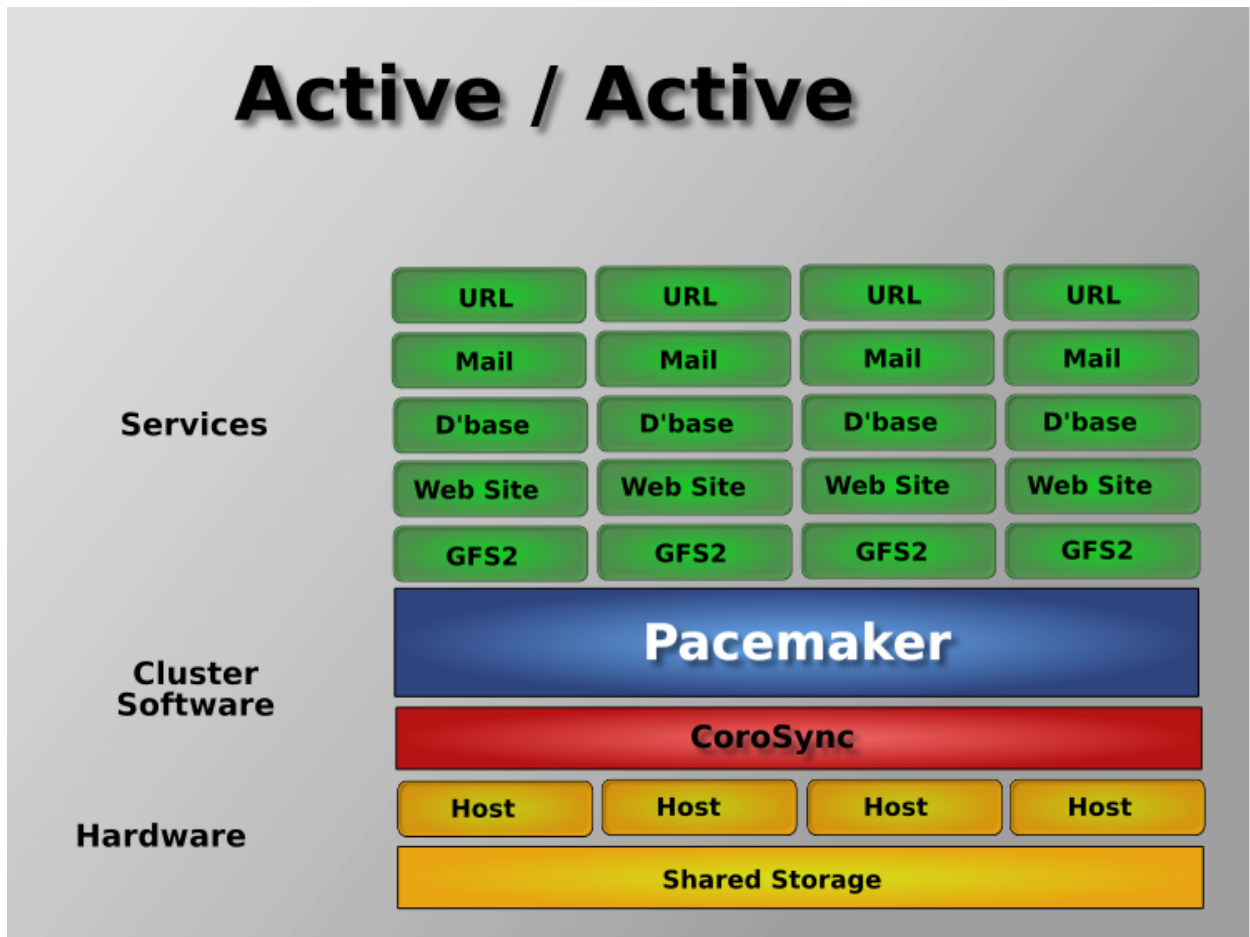 Active / Active
URL URL URL URL
Mail Mail Mail Mail
Services
D'base D'base D'base D'base
Web Site Web Site Web Site Web Site
GFS2 GFS2 GFS2 GFS2
Pacemaker
Cluster
Software
CoroSync
Host Host Host Host
Hardware
Shared Storage